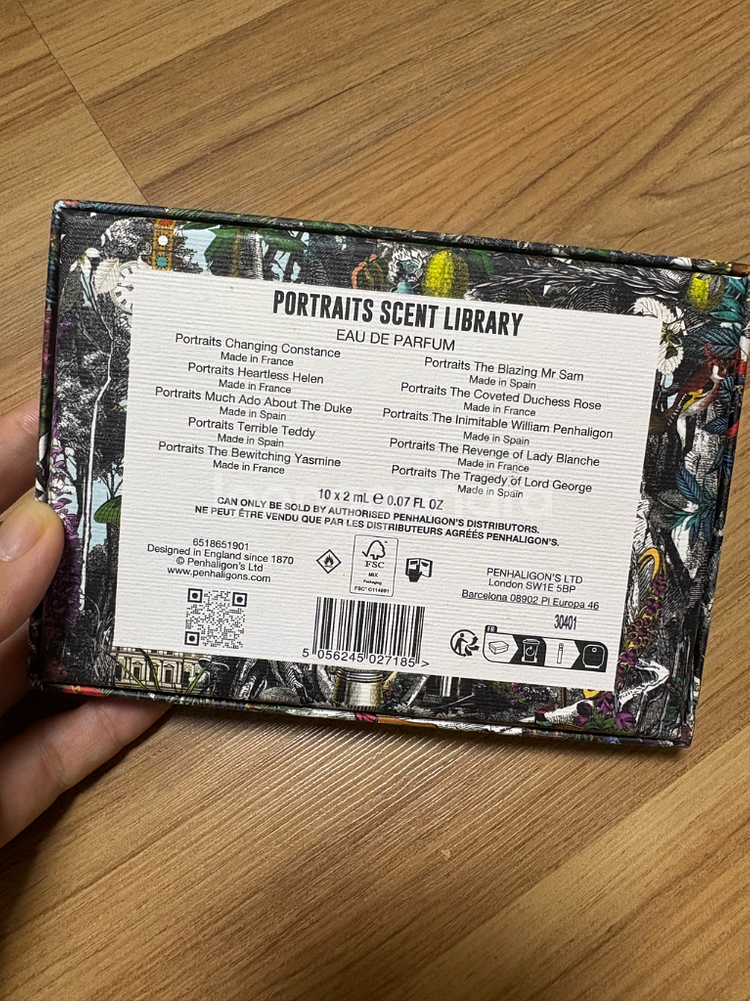 PORTRAITS SCENT LIBRARY
EAU DE PARFUM
Portraits Changing Constance
Made in France
Portraits Heartless Helen
Made in France
Portraits Much Ado About The Duke
Made in Spain
Portraits Terrible Teddy
Made in Spain
Portraits The Bewitching Yasmine
Made in France
Portraits The Blazing Mr Sam
Made in Spain
Portraits The Coveted Duchess Rose
Made in France
Portraits The Inimitable William Penhaligon
Made in Spain
Portraits The Revenge of Lady Blanche
Made in France
Portraits The Tragedy of Lord George
Made in Spain
10 x 2 mL ℮ 0.07 FL OZ
CAN ONLY BE SOLD BY AUTHORISED PENHALIGON'S DISTRIBUTORS.
NE PEUT ÊTRE VENDU QUE PAR LES DISTRIBUTEURS AGRÉÉS PENHALIGON'S.
6518651901
Designed in England since 1870
© Penhaligon's Ltd
www.penhaligons.com
FSC
MIX
Packaging
FSC™ C114691
PENHALIGON'S LTD
London SW1E 5BP
Barcelona 08902 Pl Europa 46
30401
5 056245 027185 >
FR